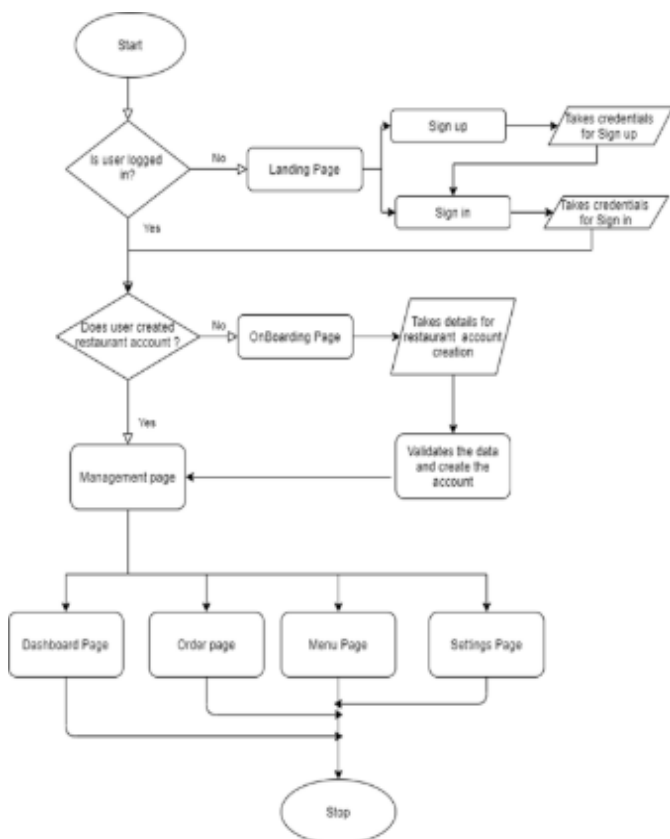 Start
Is user logged
in?
No
Landing Page
Sign up
Takes credentials
for Sign up
Sign in
Takes credentials
for Sign in
Yes
Does user created
restaurant account ?
No
OnBoarding Page
Takes details for
restaurant account
creation
Yes
Management page
Validates the data
and create the
account
Dashboard Page
Order page
Menu Page
Settings Page
Stop